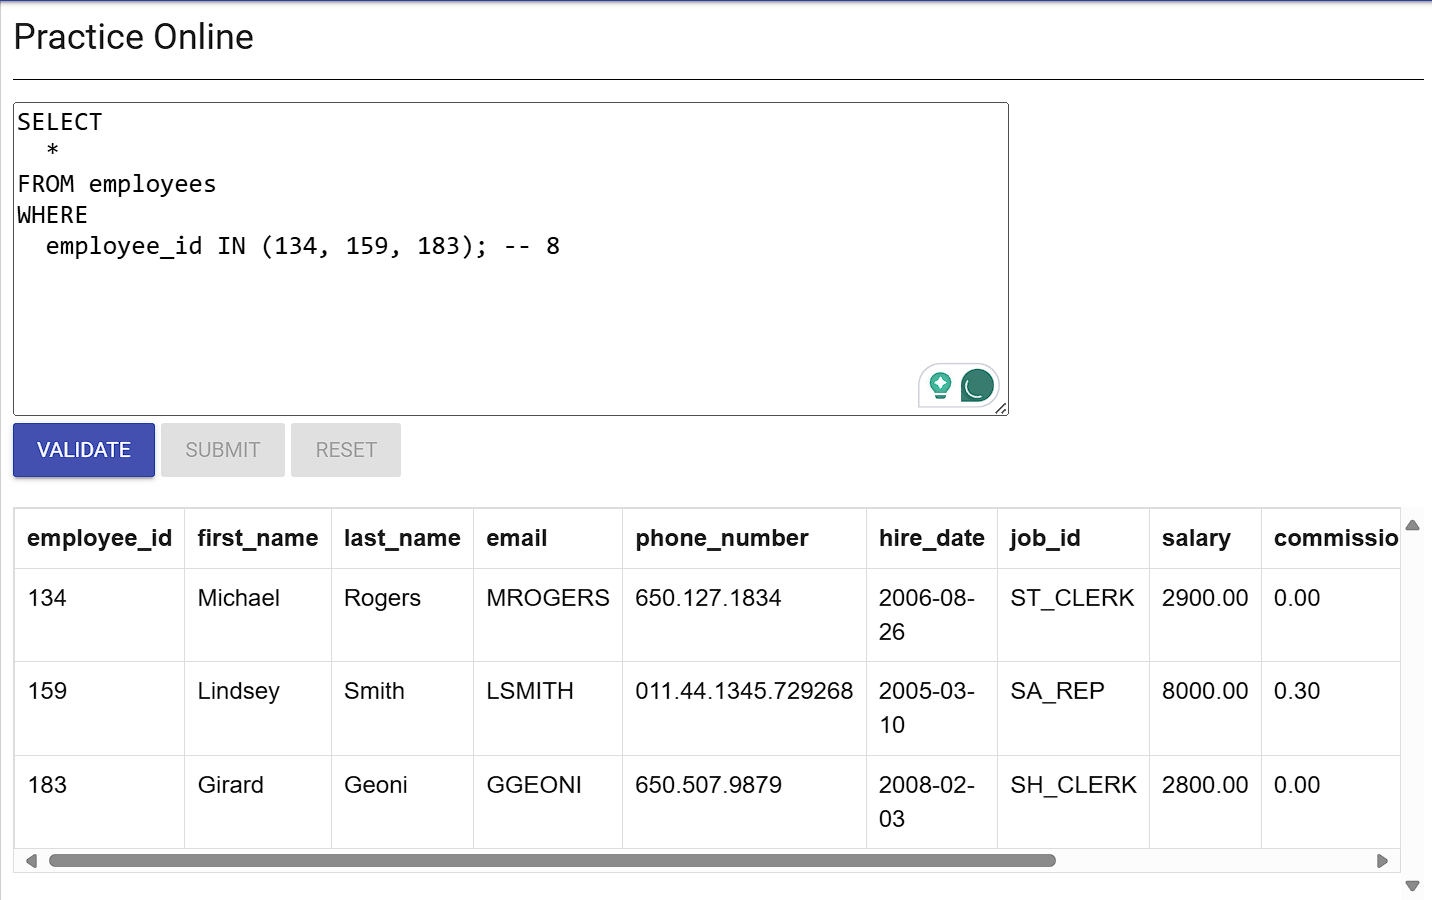 Practice Online
SELECT
  *
FROM employees
WHERE
  employee_id IN (134, 159, 183); -- 8
VALIDATE SUBMIT RESET
employee_id first_name last_name email phone_number hire_date job_id salary commissio
134 Michael Rogers MROGERS 650.127.1834 2006-08- ST_CLERK 2900.00 0.00
26
159 Lindsey Smith LSMITH 011.44.1345.729268 2005-03- SA_REP 8000.00 0.30
10
183 Girard Geoni GGEONI 650.507.9879 2008-02- SH_CLERK 2800.00 0.00
03